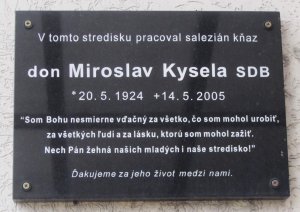 V tomto stredisku pracoval salezián kňaz
don Miroslav Kysela SDB
*20. 5. 1924 +14. 5. 2005
"Som Bohu nesmierne vďačný za všetko, čo som mohol urobiť,
za všetkých ľudí a za lásku, ktorú som mohol zažiť.
Nech Pán žehná našich mladých i naše stredisko!"
Ďakujeme za jeho život medzi nami.